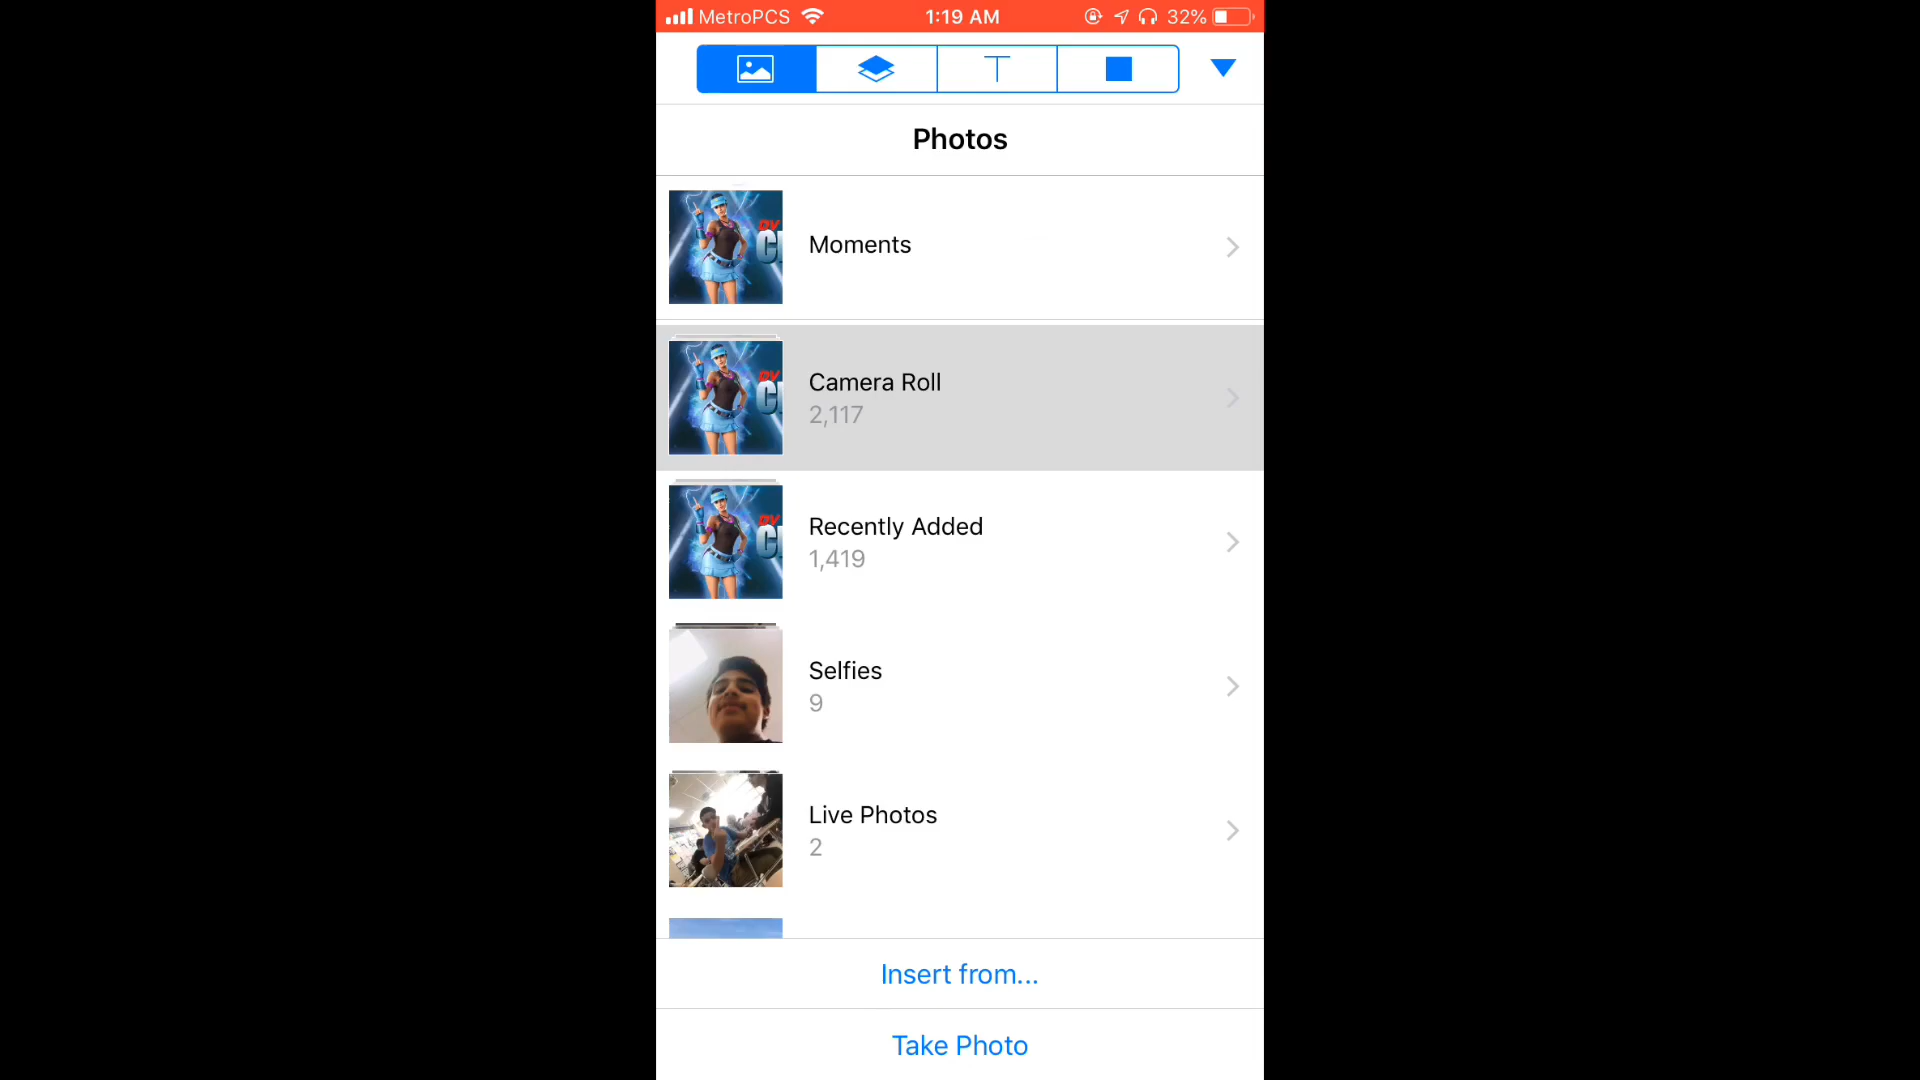 MetroPCS 1:19 AM 32%
Photos
Moments
Camera Roll
2,117
Recently Added
1,419
Selfies
9
Live Photos
2
Insert from...
Take Photo